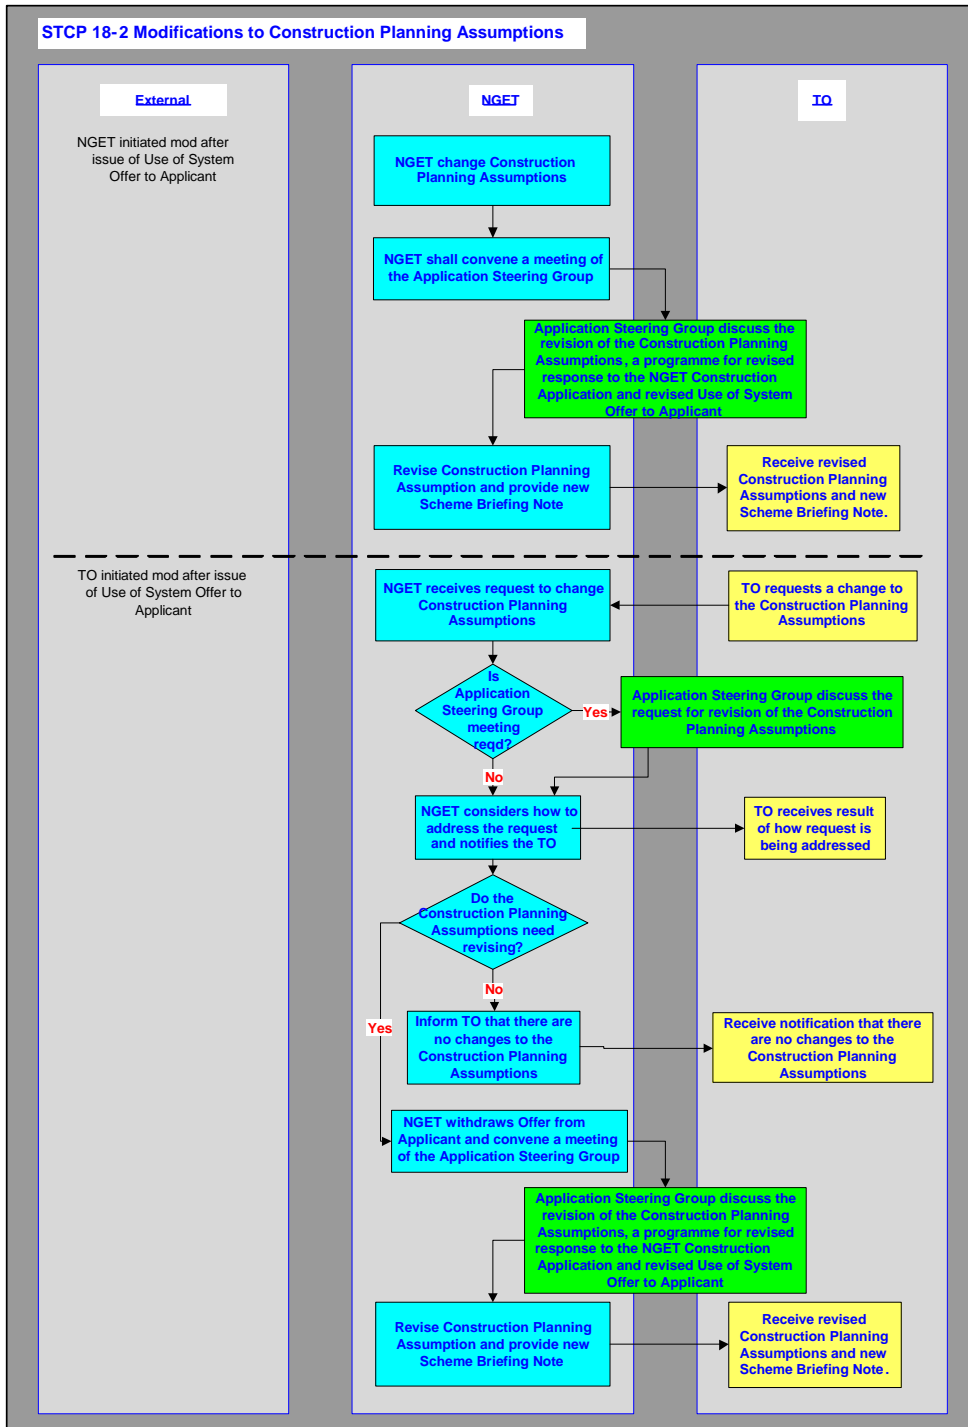 STCP 18-2 Modifications to Construction Planning Assumptions
External
NGET
TO
NGET initiated mod after
issue of Use of System
Offer to Applicant
NGET change Construction
Planning Assumptions
NGET shall convene a meeting of
the Application Steering Group
Application Steering Group discuss the
revision of the Construction Planning
Assumptions, a programme for revised
response to the NGET Construction
Application and revised Use of System
Offer to Applicant
Revise Construction Planning
Assumption and provide new
Scheme Briefing Note
Receive revised
Construction Planning
Assumptions and new
Scheme Briefing Note.
TO initiated mod after issue
of Use of System Offer to
Applicant
NGET receives request to change
Construction Planning
Assumptions
TO requests a change to
the Construction Planning
Assumptions
Is
Application
Steering Group
meeting
reqd?
Yes
Application Steering Group discuss the
request for revision of the Construction
Planning Assumptions
No
NGET considers how to
address the request
and notifies the TO
TO receives result
of how request is
being addressed
Do the
Construction Planning
Assumptions need
revising?
No
Yes
Inform TO that there are
no changes to the
Construction Planning
Assumptions
Receive notification that there
are no changes to the
Construction Planning
Assumptions
NGET withdraws Offer from
Applicant and convene a meeting
of the Application Steering Group
Application Steering Group discuss the
revision of the Construction Planning
Assumptions, a programme for revised
response to the NGET Construction
Application and revised Use of System
Offer to Applicant
Revise Construction Planning
Assumption and provide new
Scheme Briefing Note
Receive revised
Construction Planning
Assumptions and new
Scheme Briefing Note.